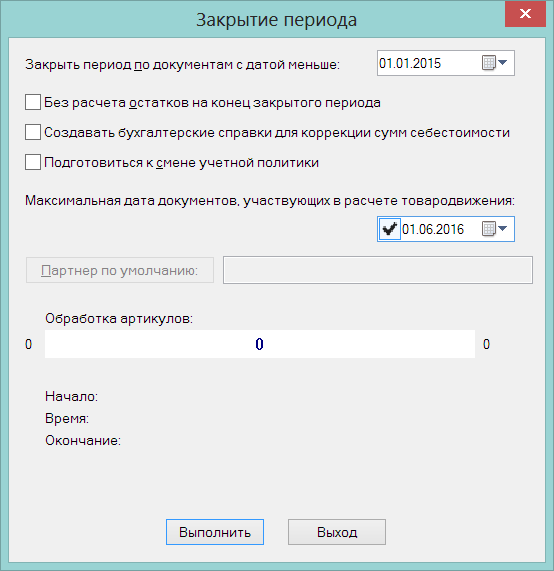 Закрытие периода
Закрыть период по документам с датой меньше: 01.01.2015
Без расчета остатков на конец закрытого периода
Создавать бухгалтерские справки для коррекции сумм себестоимости
Подготовиться к смене учетной политики
Максимальная дата документов, участвующих в расчете товародвижения:
01.06.2016
Партнер по умолчанию:
Обработка артикулов:
0 0 0
Начало:
Время:
Окончание:
Выполнить Выход